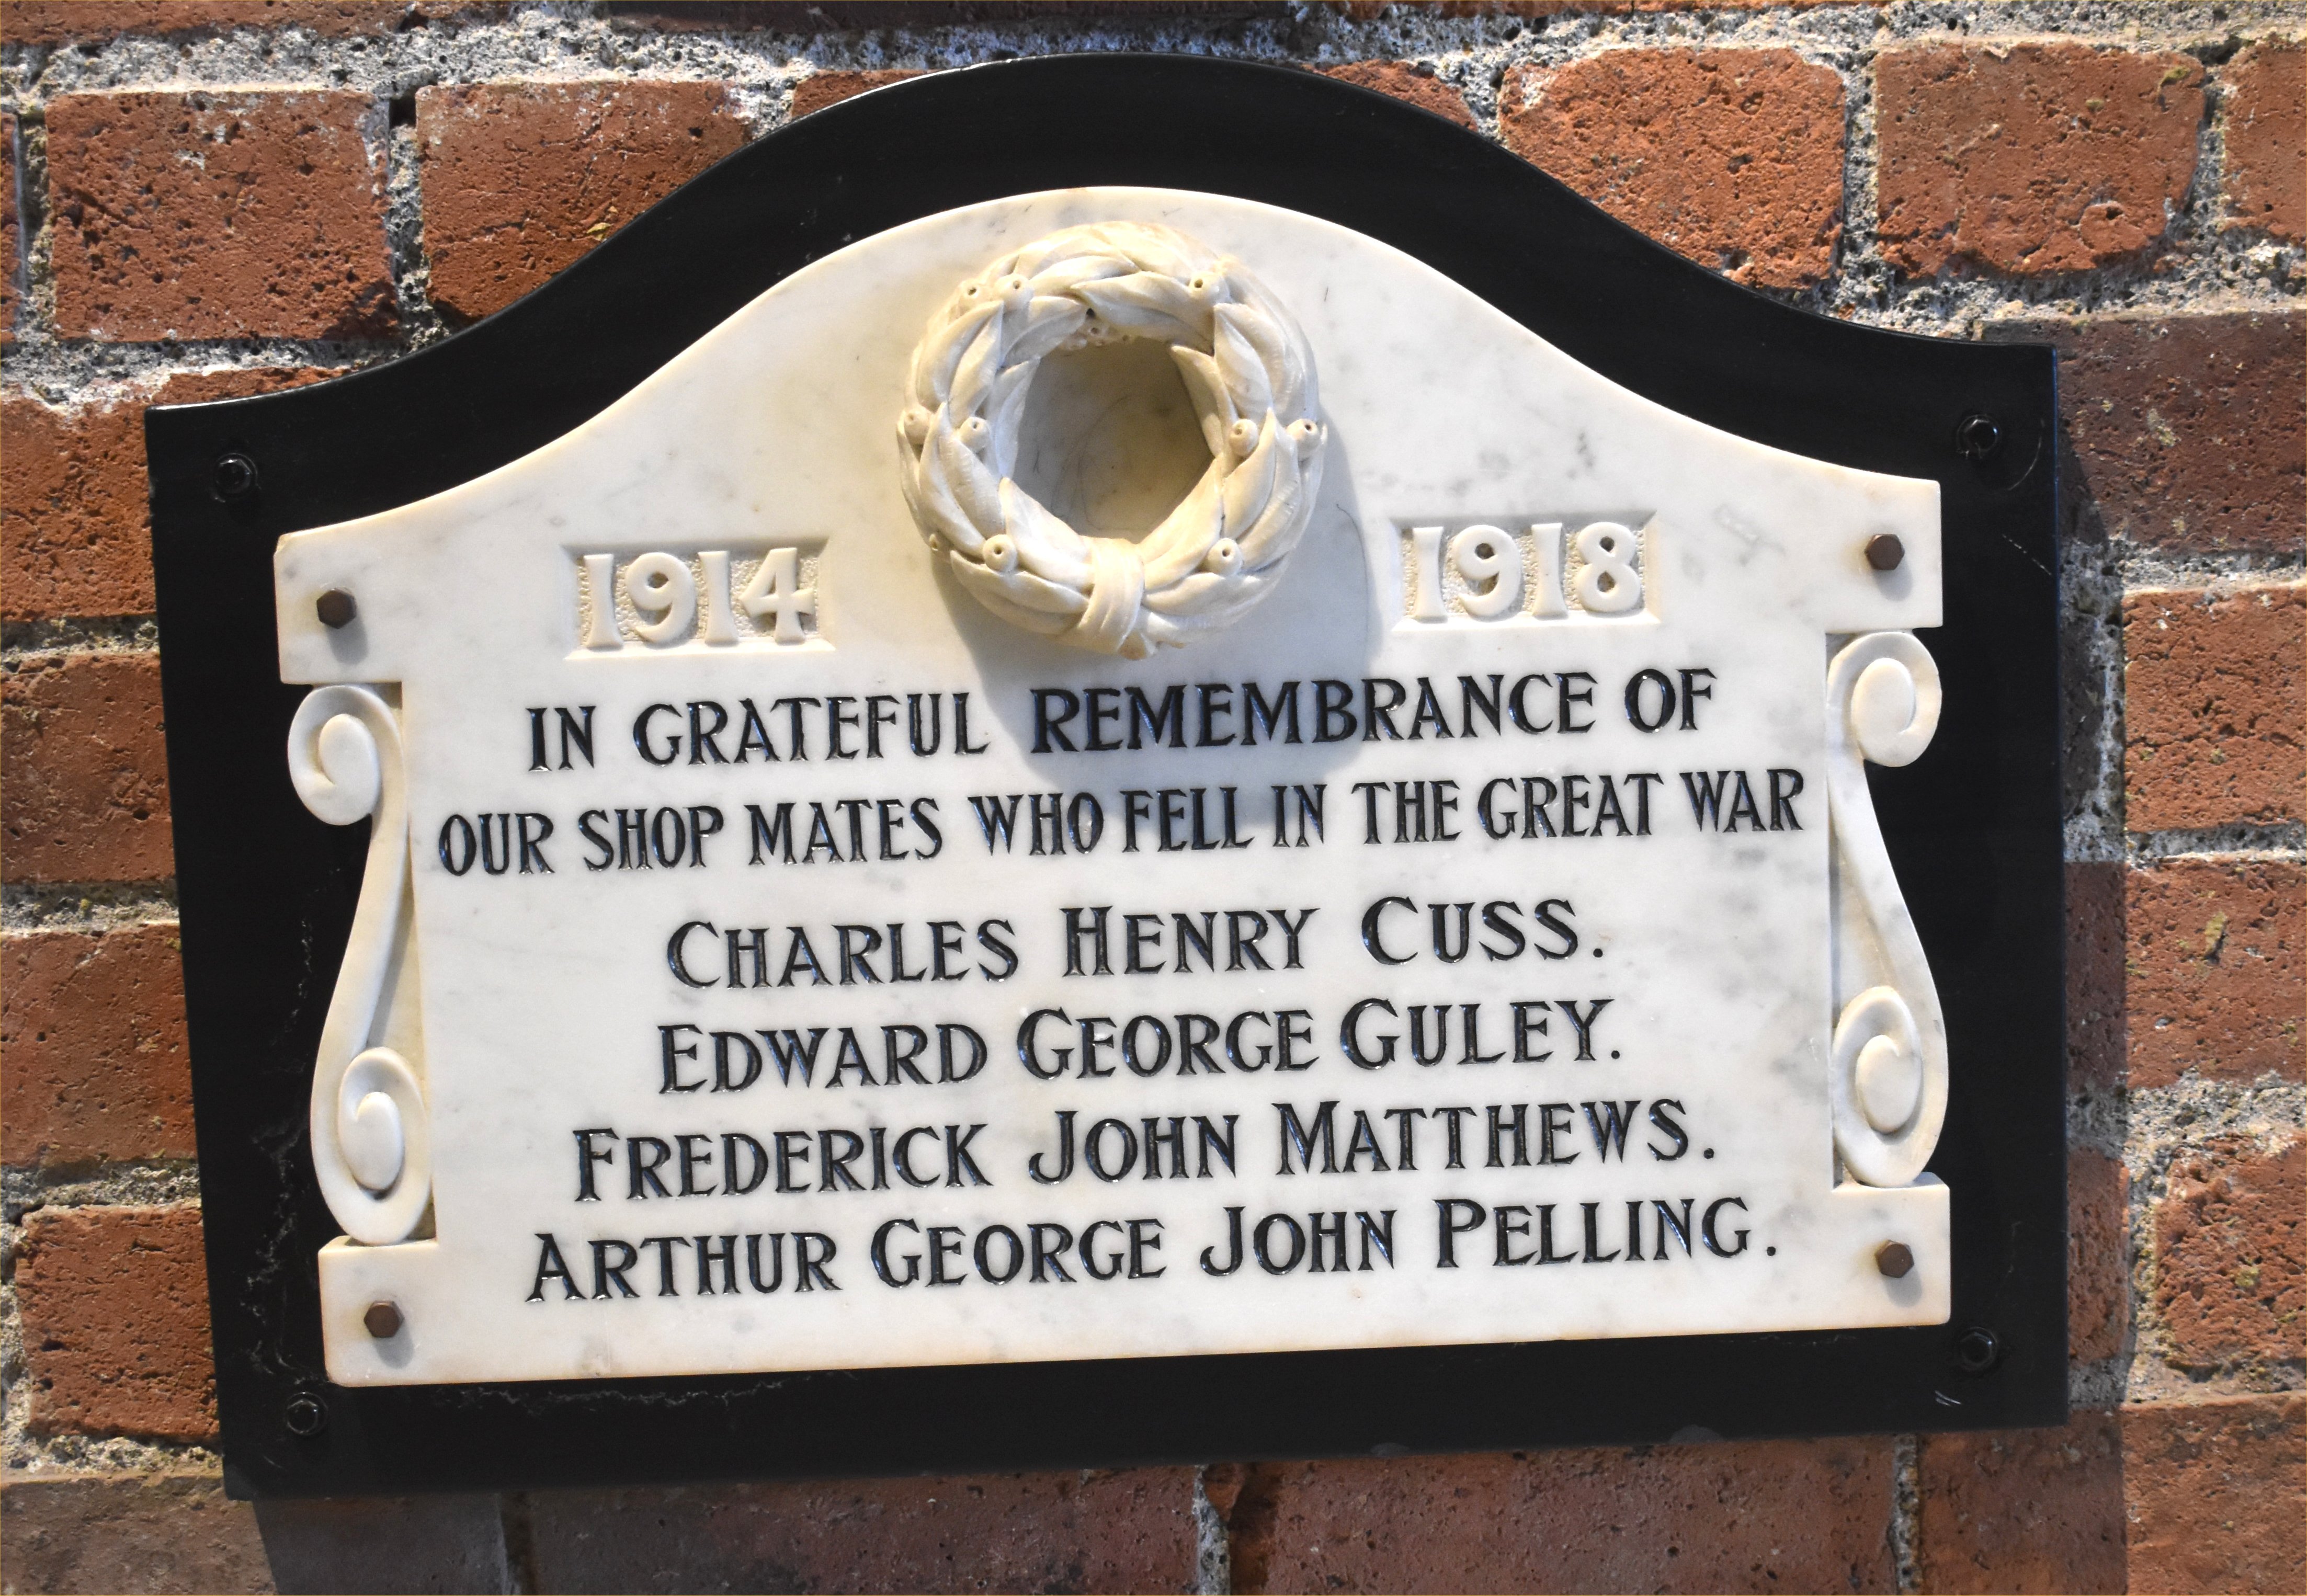 1914 1918
IN GRATEFUL REMEMBRANCE OF
OUR SHOP MATES WHO FELL IN THE GREAT WAR
CHARLES HENRY CUSS.
EDWARD GEORGE GULEY.
FREDERICK JOHN MATTHEWS.
ARTHUR GEORGE JOHN PELLING.